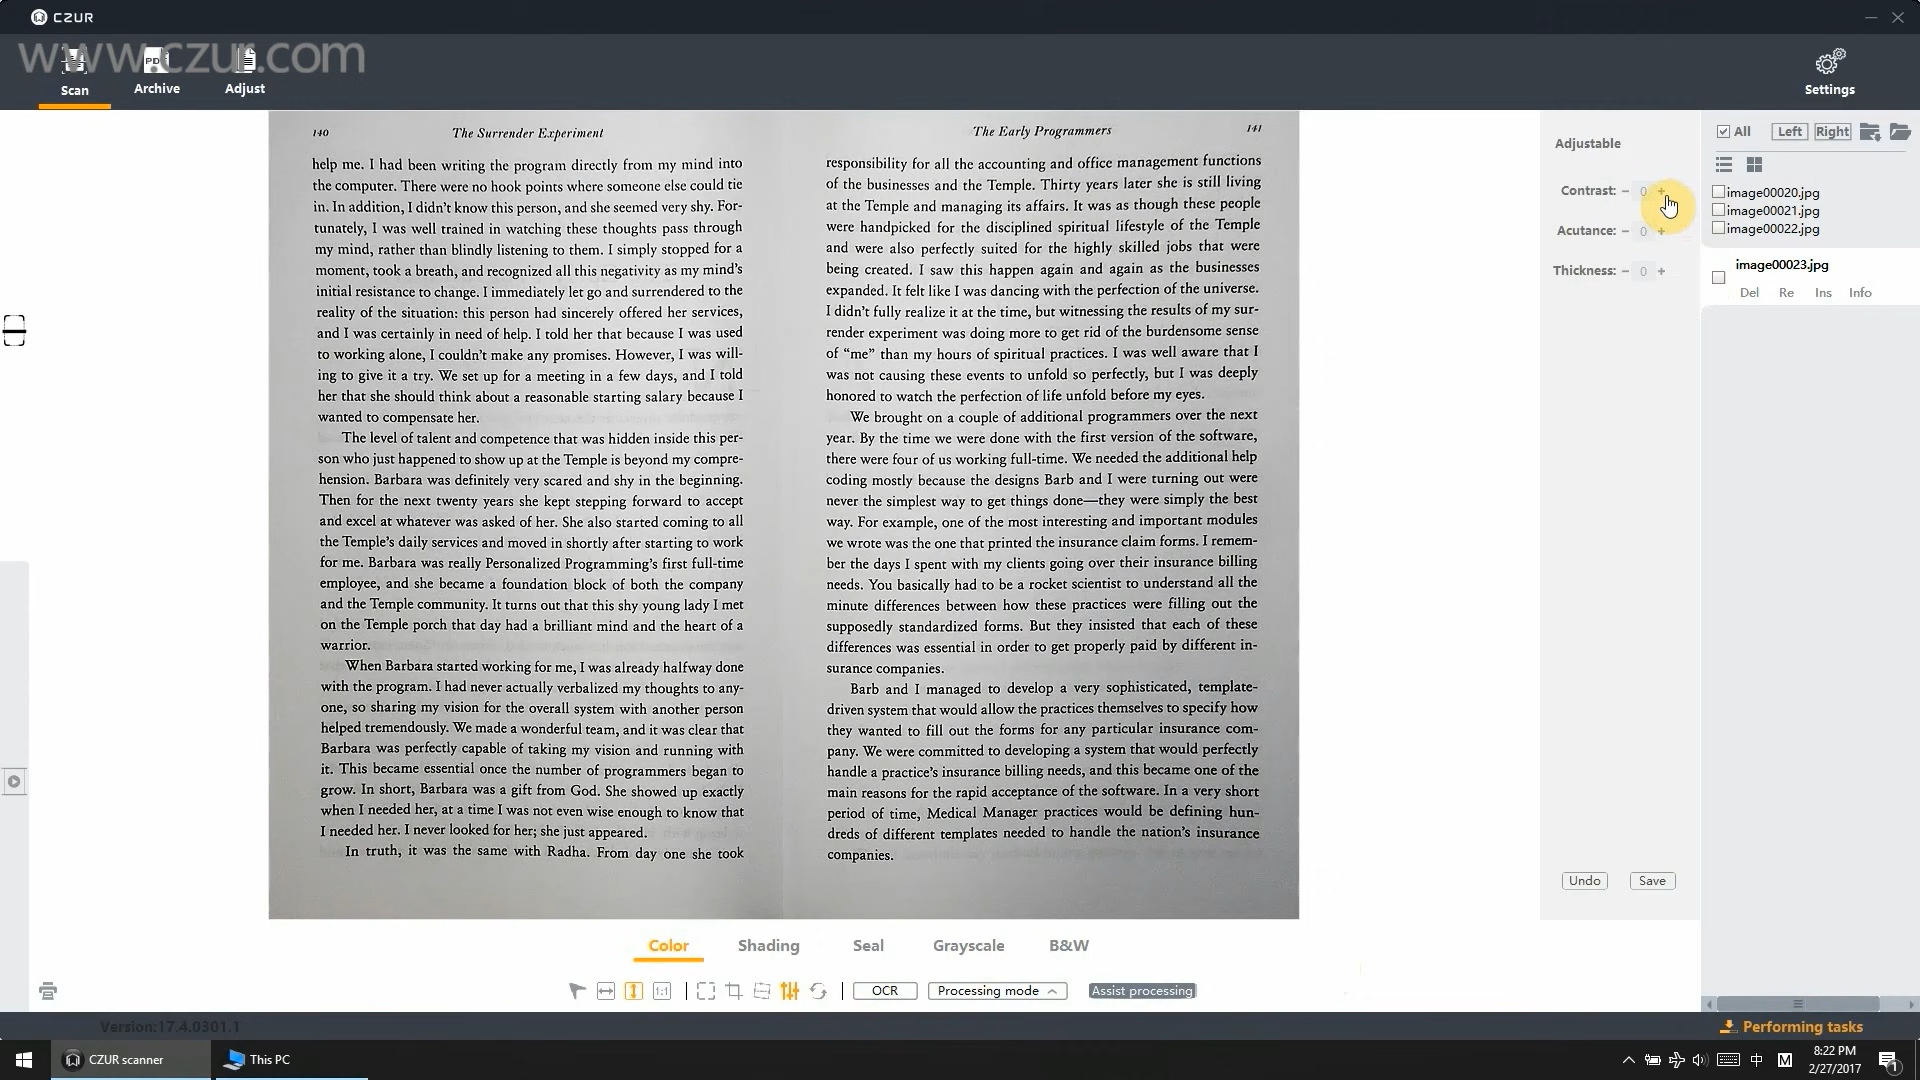 CZUR
www.czur.com
Scan
Archive
Adjust
Settings
140
The Surrender Experiment
help me. I had been writing the program directly from my mind into
the computer. There were no hook points where someone else could tie
in. In addition, I didn't know this person, and she seemed very shy. For-
tunately, I was well trained in watching these thoughts pass through
my mind, rather than blindly listening to them. I simply stopped for a
moment, took a breath, and recognized all this negativity as my mind's
initial resistance to change. I immediately let go and surrendered to the
reality of the situation: this person had sincerely offered her services,
and I was certainly in need of help. I told her that because I was used
to working alone, I couldn't make any promises. However, I was will-
ing to give it a try. We set up for a meeting in a few days, and I told
her that she should think about a reasonable starting salary because I
wanted to compensate her.
The level of talent and competence that was hidden inside this per-
son who just happened to show up at the Temple is beyond my compre-
hension. Barbara was definitely very scared and shy in the beginning.
Then for the next twenty years she kept stepping forward to accept
and excel at whatever was asked of her. She also started coming to all
the Temple's daily services and moved in shortly after starting to work
for me. Barbara was really Personalized Programming's first full-time
employee, and she became a foundation block of both the company
and the Temple community. It turns out that this shy young lady I met
on the Temple porch that day had a brilliant mind and the heart of a
warrior.
When Barbara started working for me, I was already halfway done
with the program. I had never actually verbalized my thoughts to any-
one, so sharing my vision for the overall system with another person
helped tremendously. We made a wonderful team, and it was clear that
Barbara was perfectly capable of taking my vision and running with
it. This became essential once the number of programmers began to
grow. In short, Barbara was a gift from God. She showed up exactly
when I needed her, at a time I was not even wise enough to know that
I needed her. I never looked for her; she just appeared.
In truth, it was the same with Radha. From day one she took
The Early Programmers
141
responsibility for all the accounting and office management functions
of the businesses and the Temple. Thirty years later she is still living
at the Temple and managing its affairs. It was as though these people
were handpicked for the disciplined spiritual lifestyle of the Temple
and were also perfectly suited for the highly skilled jobs that were
being created. I saw this happen again and again as the businesses
expanded. It felt like I was dancing with the perfection of the universe.
I didn't fully realize it at the time, but witnessing the results of my sur-
render experiment was doing more to get rid of the burdensome sense
of “me” than my hours of spiritual practices. I was well aware that I
was not causing these events to unfold so perfectly, but I was deeply
honored to watch the perfection of life unfold before my eyes.
We brought on a couple of additional programmers over the next
year. By the time we were done with the first version of the software,
there were four of us working full-time. We needed the additional help
coding mostly because the designs Barb and I were turning out were
never the simplest way to get things done—they were simply the best
way. For example, one of the most interesting and important modules
we wrote was the one that printed the insurance claim forms. I remem-
ber the days I spent with my clients going over their insurance billing
needs. You basically had to be a rocket scientist to understand all the
minute differences between how these practices were filling out the
supposedly standardized forms. But they insisted that each of these
differences was essential in order to get properly paid by different in-
surance companies.
Barb and I managed to develop a very sophisticated, template-
driven system that would allow the practices themselves to specify how
they wanted to fill out the forms for any particular insurance com-
pany. We were committed to developing a system that would perfectly
handle a practice's insurance billing needs, and this became one of the
main reasons for the rapid acceptance of the software. In a very short
period of time, Medical Manager practices would be defining hun-
dreds of different templates needed to handle the nation's insurance
companies.
Adjustable
Contrast: − 0 +
Acutance: − 0 +
Thickness: − 0 +
Undo
Save
All
Left
Right
image00020.jpg
image00021.jpg
image00022.jpg
image00023.jpg
Del Re Ins Info
Color
Shading
Seal
Grayscale
B&W
1:1
OCR
Processing mode
Assist processing
Version:17.4.0301.1
Performing tasks
CZUR scanner
This PC
中
M
8:22 PM
2/27/2017
1